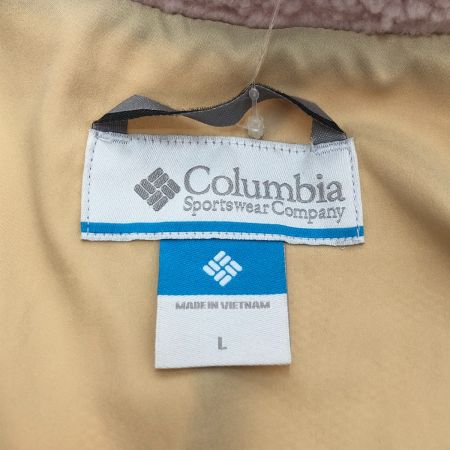 Columbia
Sportswear Company
MADE IN VIETNAM
L